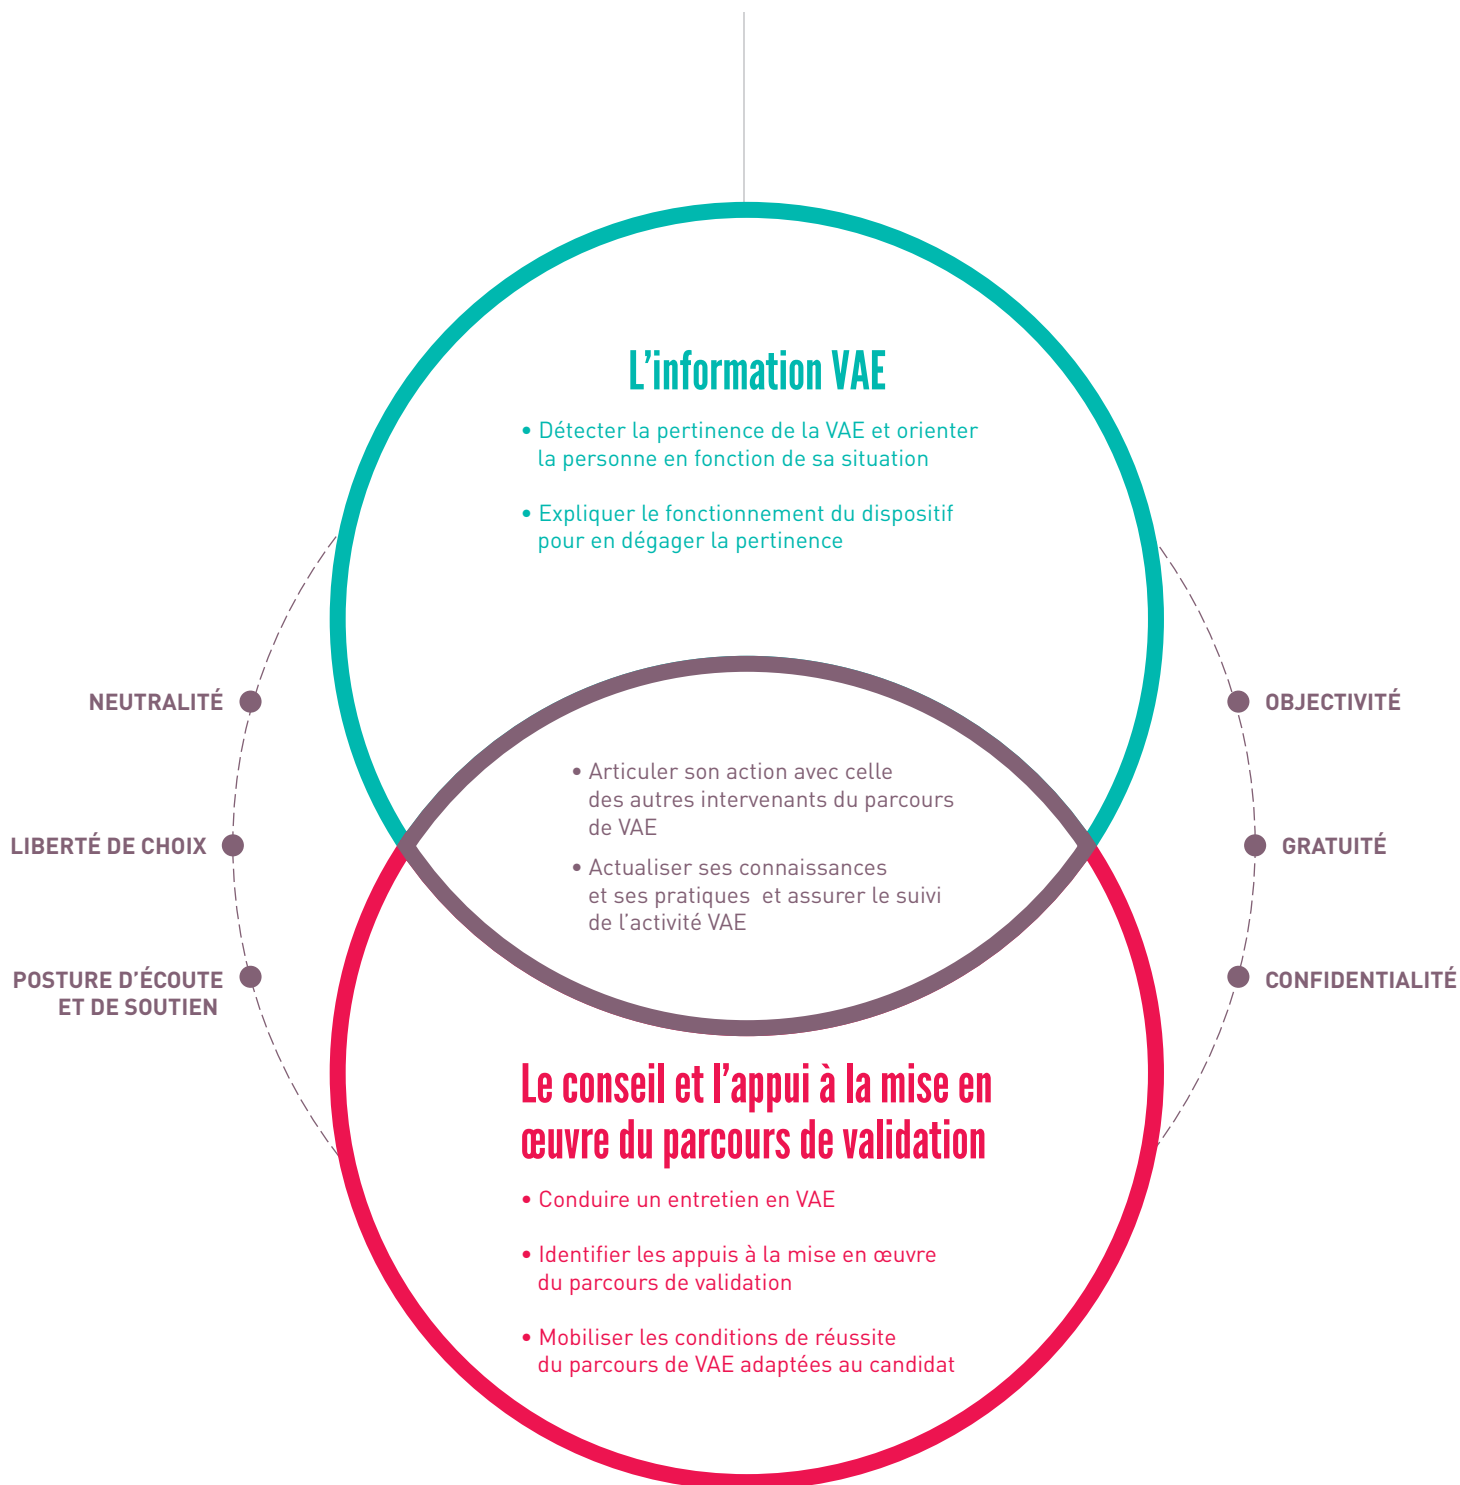 L’information VAE
• Détecter la pertinence de la VAE et orienter
la personne en fonction de sa situation
• Expliquer le fonctionnement du dispositif
pour en dégager la pertinence
NEUTRALITÉ
LIBERTÉ DE CHOIX
POSTURE D’ÉCOUTE
ET DE SOUTIEN
• Articuler son action avec celle
des autres intervenants du parcours
de VAE
• Actualiser ses connaissances
et ses pratiques et assurer le suivi
de l’activité VAE
OBJECTIVITÉ
GRATUITÉ
CONFIDENTIALITÉ
Le conseil et l’appui à la mise en
œuvre du parcours de validation
• Conduire un entretien en VAE
• Identifier les appuis à la mise en œuvre
du parcours de validation
• Mobiliser les conditions de réussite
du parcours de VAE adaptées au candidat